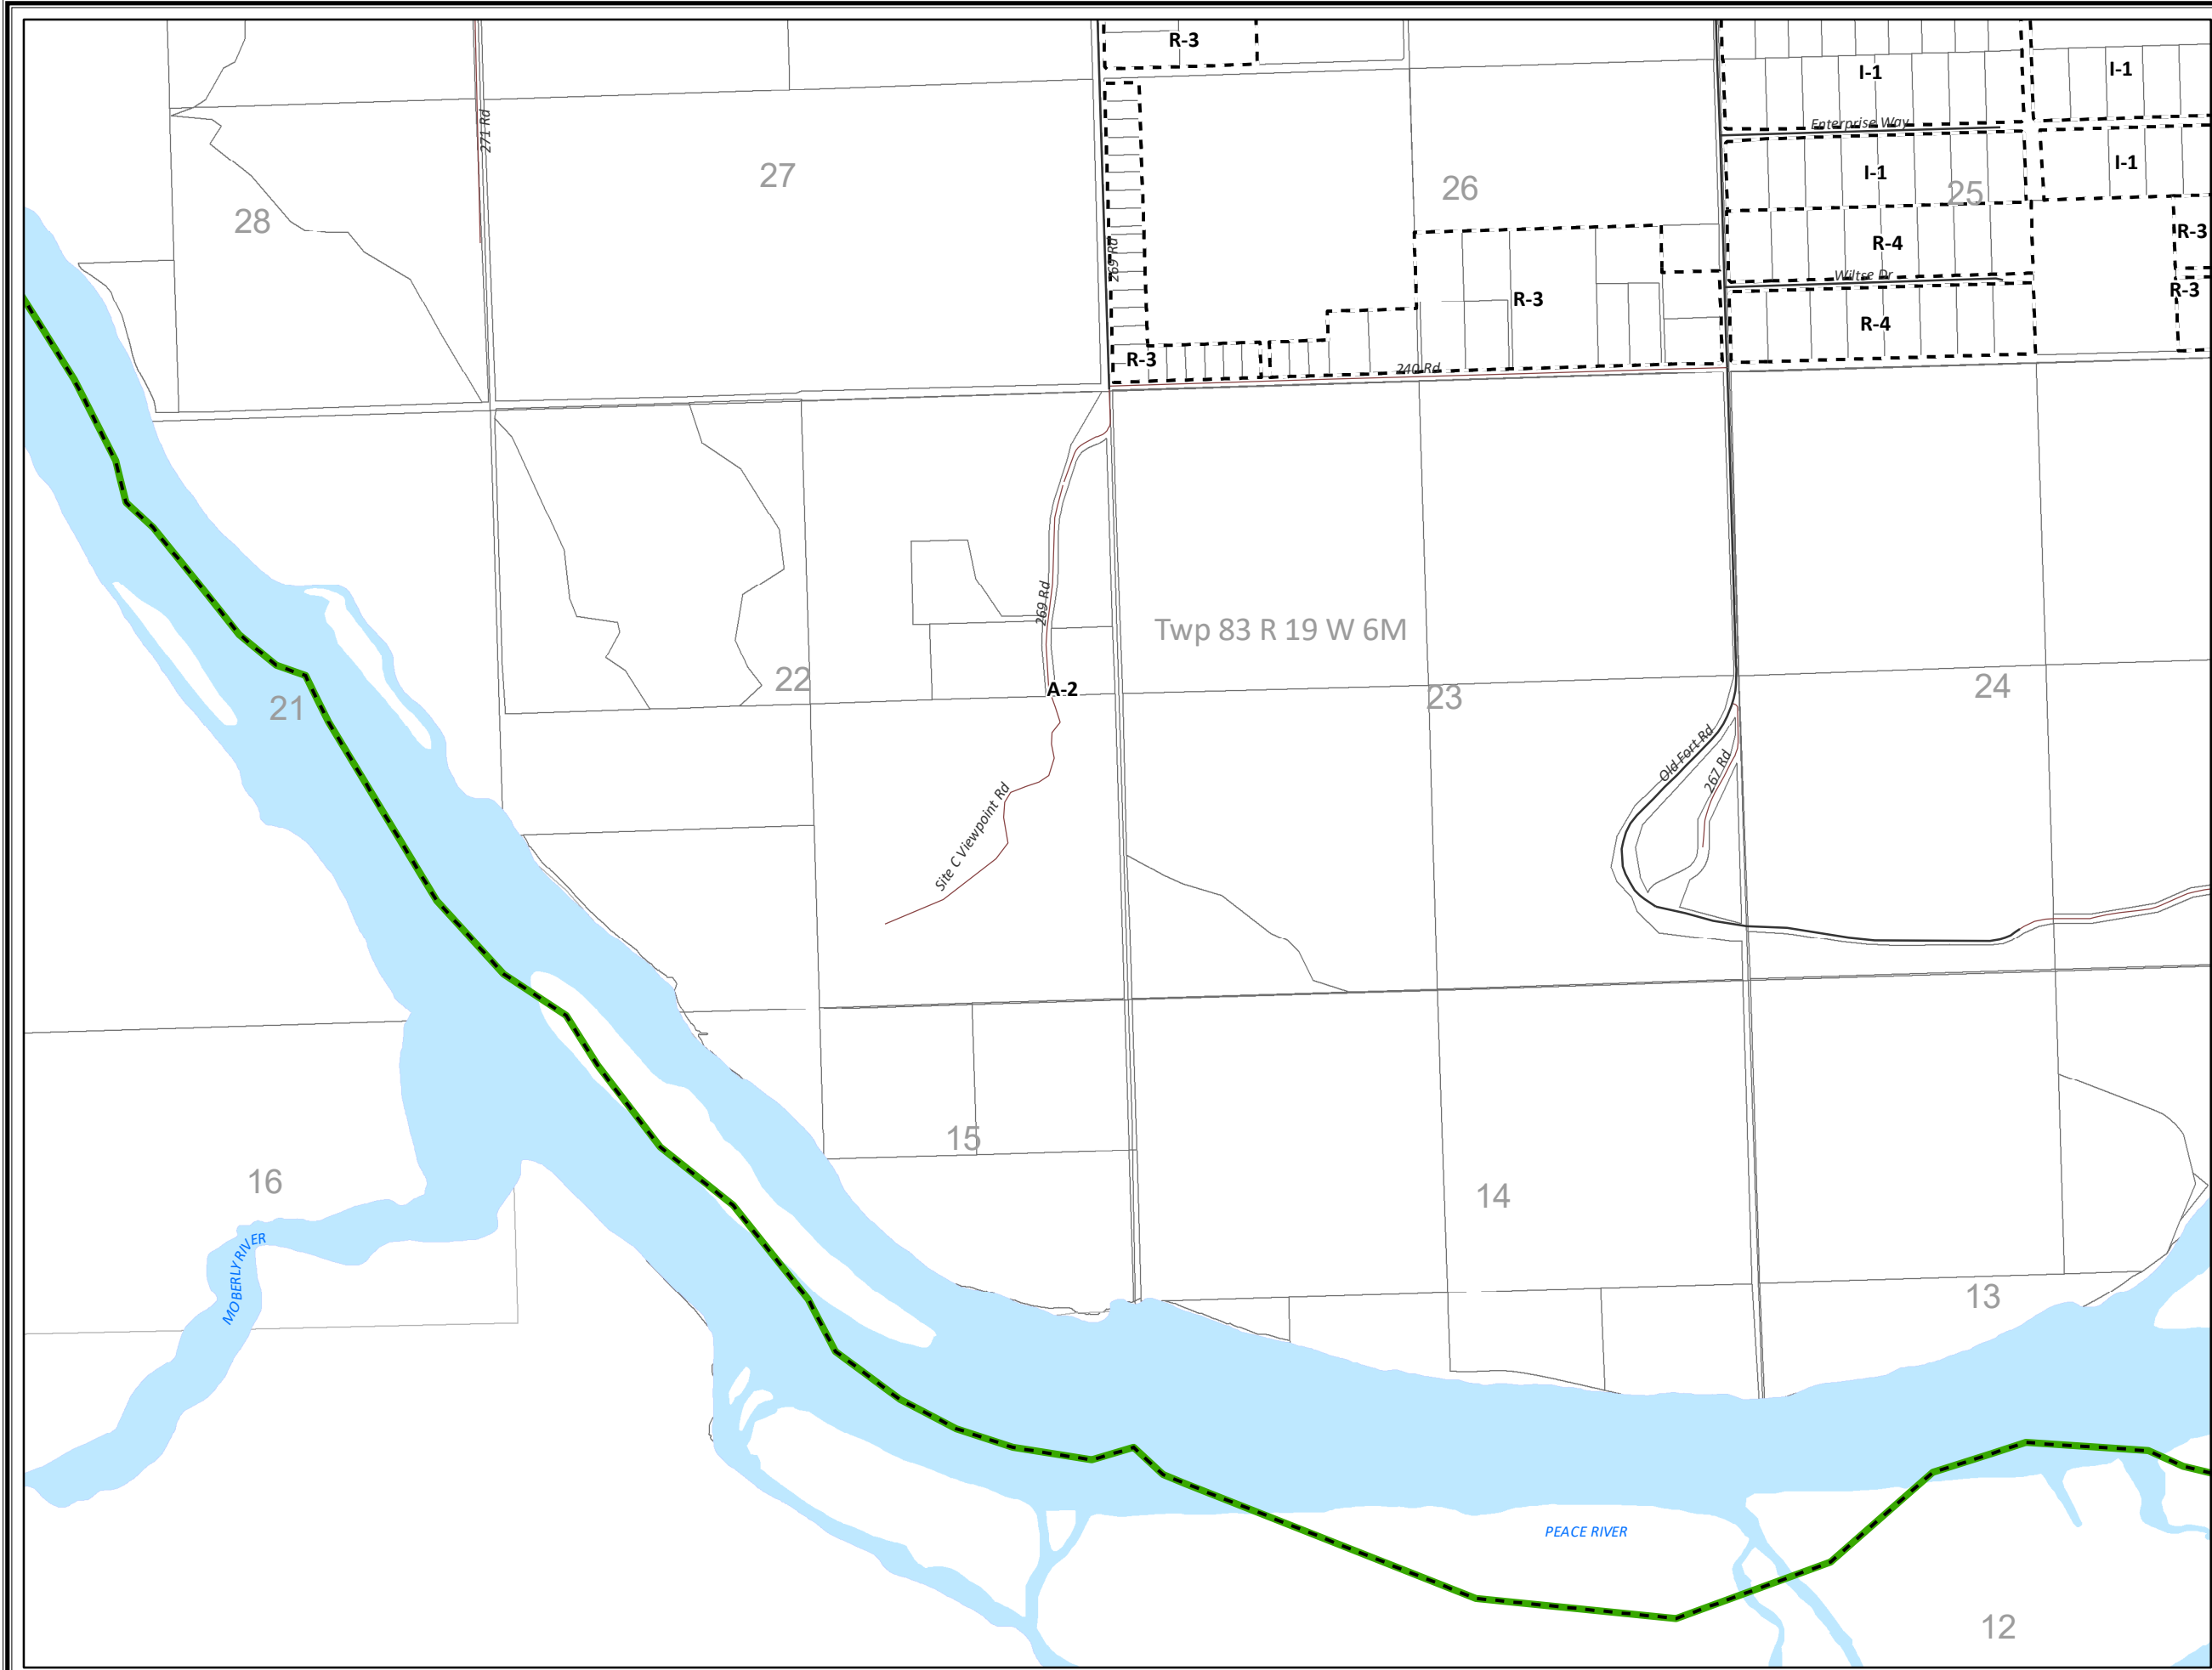 R-3
I-1
I-1
271 Rd
Enterprise Way
27
26
I-1
I-1
25
28
R-3
269 Rd
R-4
Wiltse Dr
R-3
R-3
R-4
R-3
240 Rd
269 Rd
Twp 83 R 19 W 6M
22
A-2
23
24
21
Old Fort Rd
267 Rd
Site C Viewpoint Rd
15
16
14
MOBERLY RIVER
13
PEACE RIVER
12